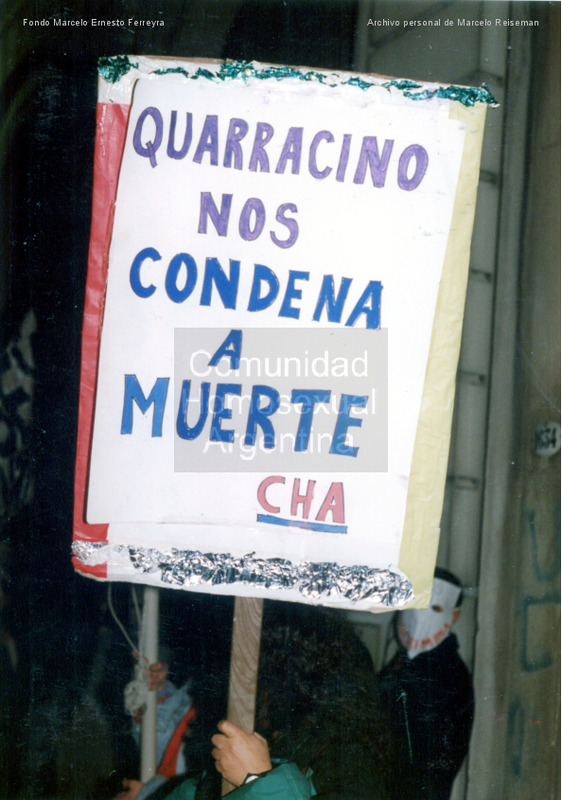 Fondo Marcelo Ernesto Ferreyra
Archivo personal de Marcelo Reiseman
QUARRACINO
NOS
CONDENA
A
MUERTE
CHA
Comunidad
Homosexual
Argentina